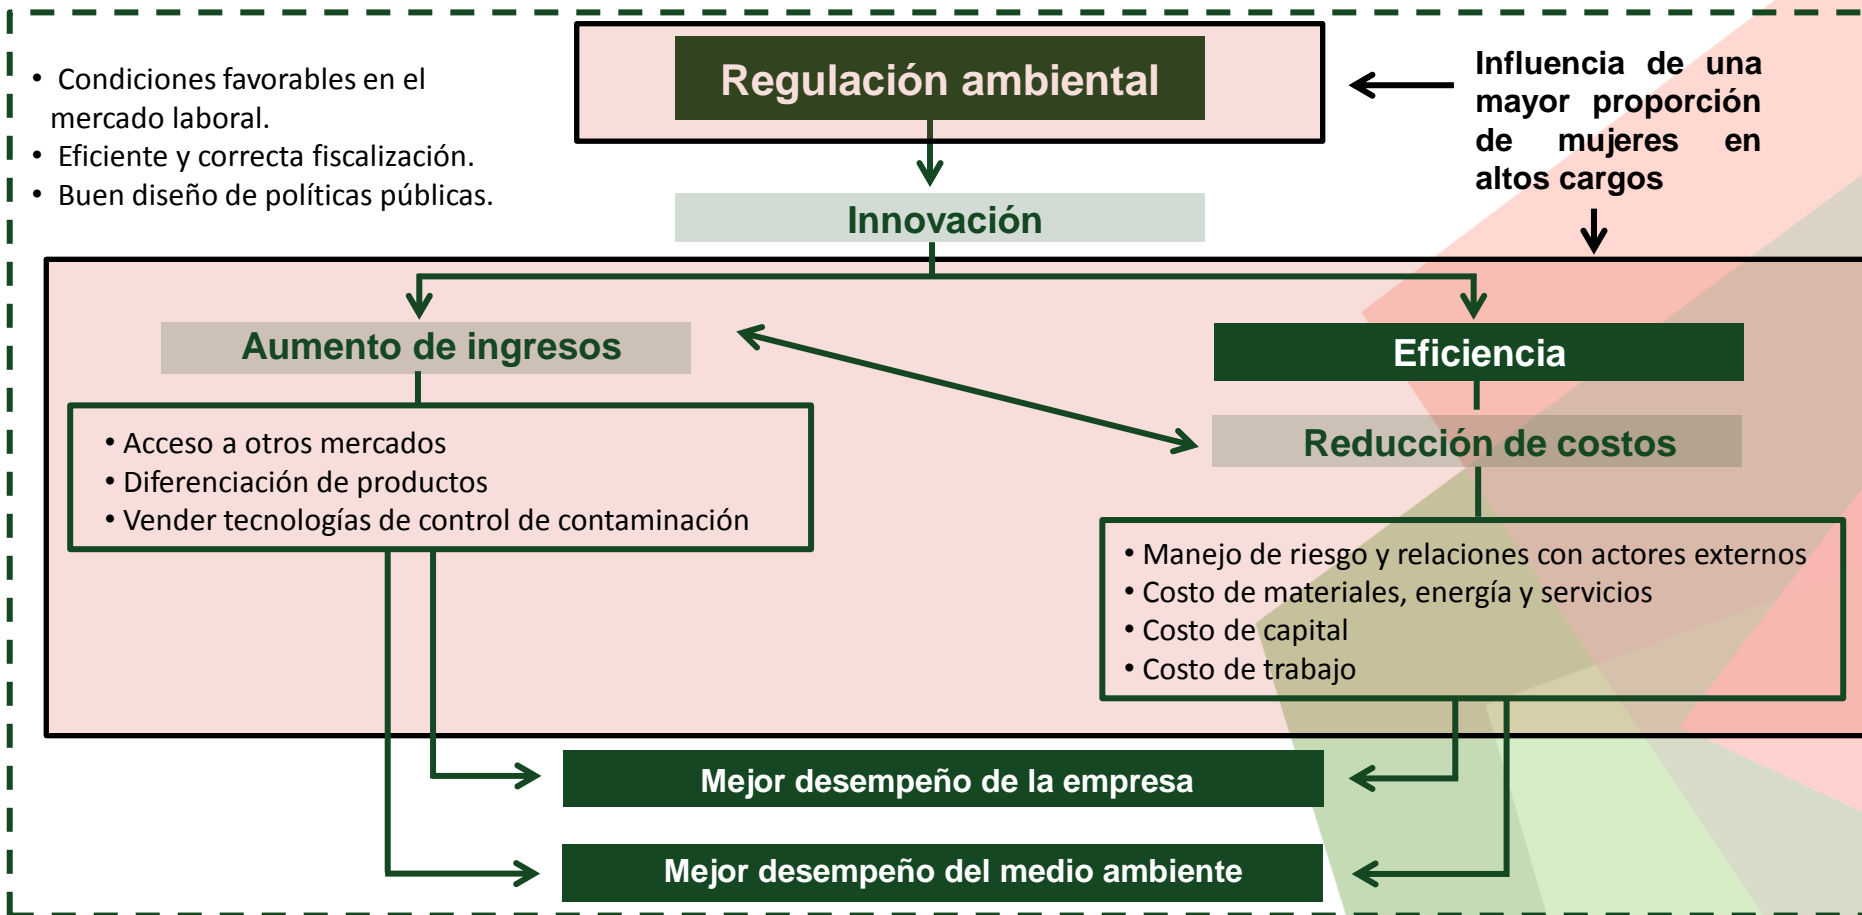 • Condiciones favorables en el
mercado laboral.
• Eficiente y correcta fiscalización.
• Buen diseño de políticas públicas.
Regulación ambiental
Influencia de una
mayor proporción
de mujeres en
altos cargos
Innovación
Aumento de ingresos
• Acceso a otros mercados
• Diferenciación de productos
• Vender tecnologías de control de contaminación
Eficiencia
Reducción de costos
• Manejo de riesgo y relaciones con actores externos
• Costo de materiales, energía y servicios
• Costo de capital
• Costo de trabajo
Mejor desempeño de la empresa
Mejor desempeño del medio ambiente